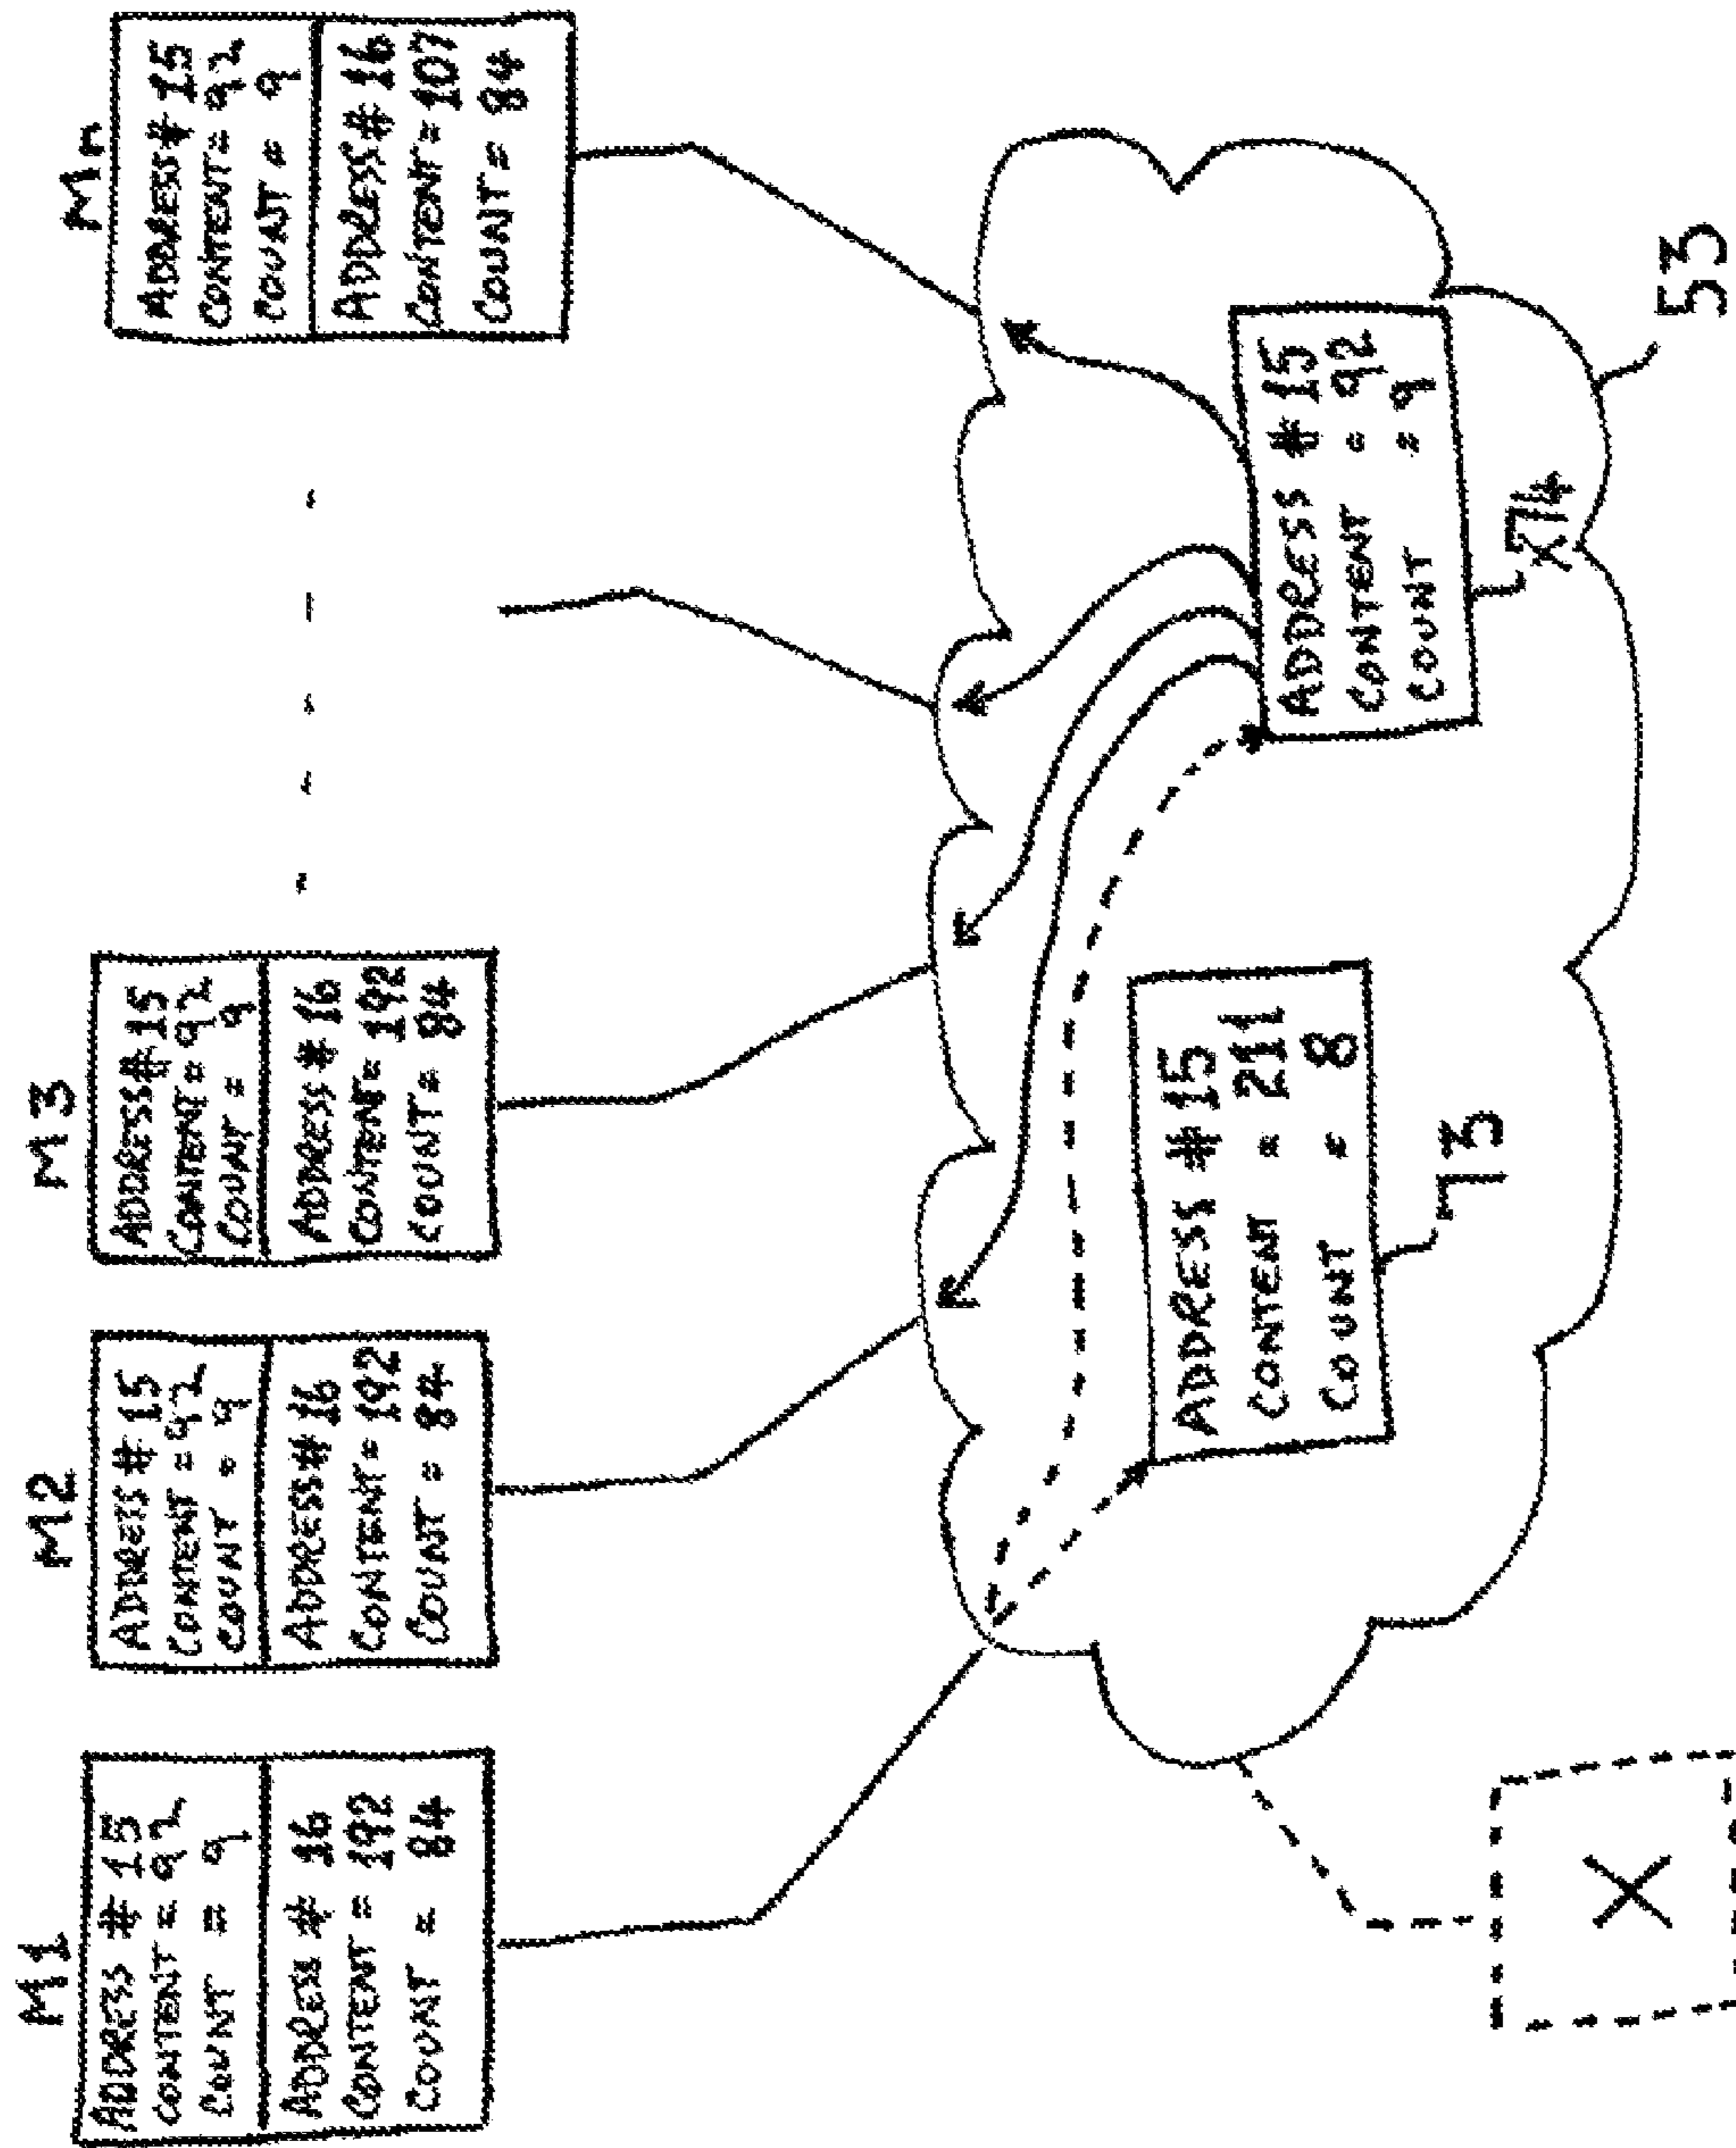 M1
ADDRESS # 15
CONTENT = 92
COUNT = 9
ADDRESS # 16
CONTENT = 192
COUNT = 84
M2
ADDRESS # 15
CONTENT = 92
COUNT = 9
ADDRESS # 16
CONTENT = 192
COUNT = 84
M3
ADDRESS # 15
CONTENT = 92
COUNT = 9
ADDRESS # 16
CONTENT = 192
COUNT = 84
Mn
ADDRESS # 15
CONTENT = 92
COUNT = 9
ADDRESS # 16
CONTENT = 107
COUNT = 84
ADDRESS # 15
CONTENT = 211
COUNT = 8
73
ADDRESS # 15
CONTENT = 92
COUNT = 9
X74
53
X